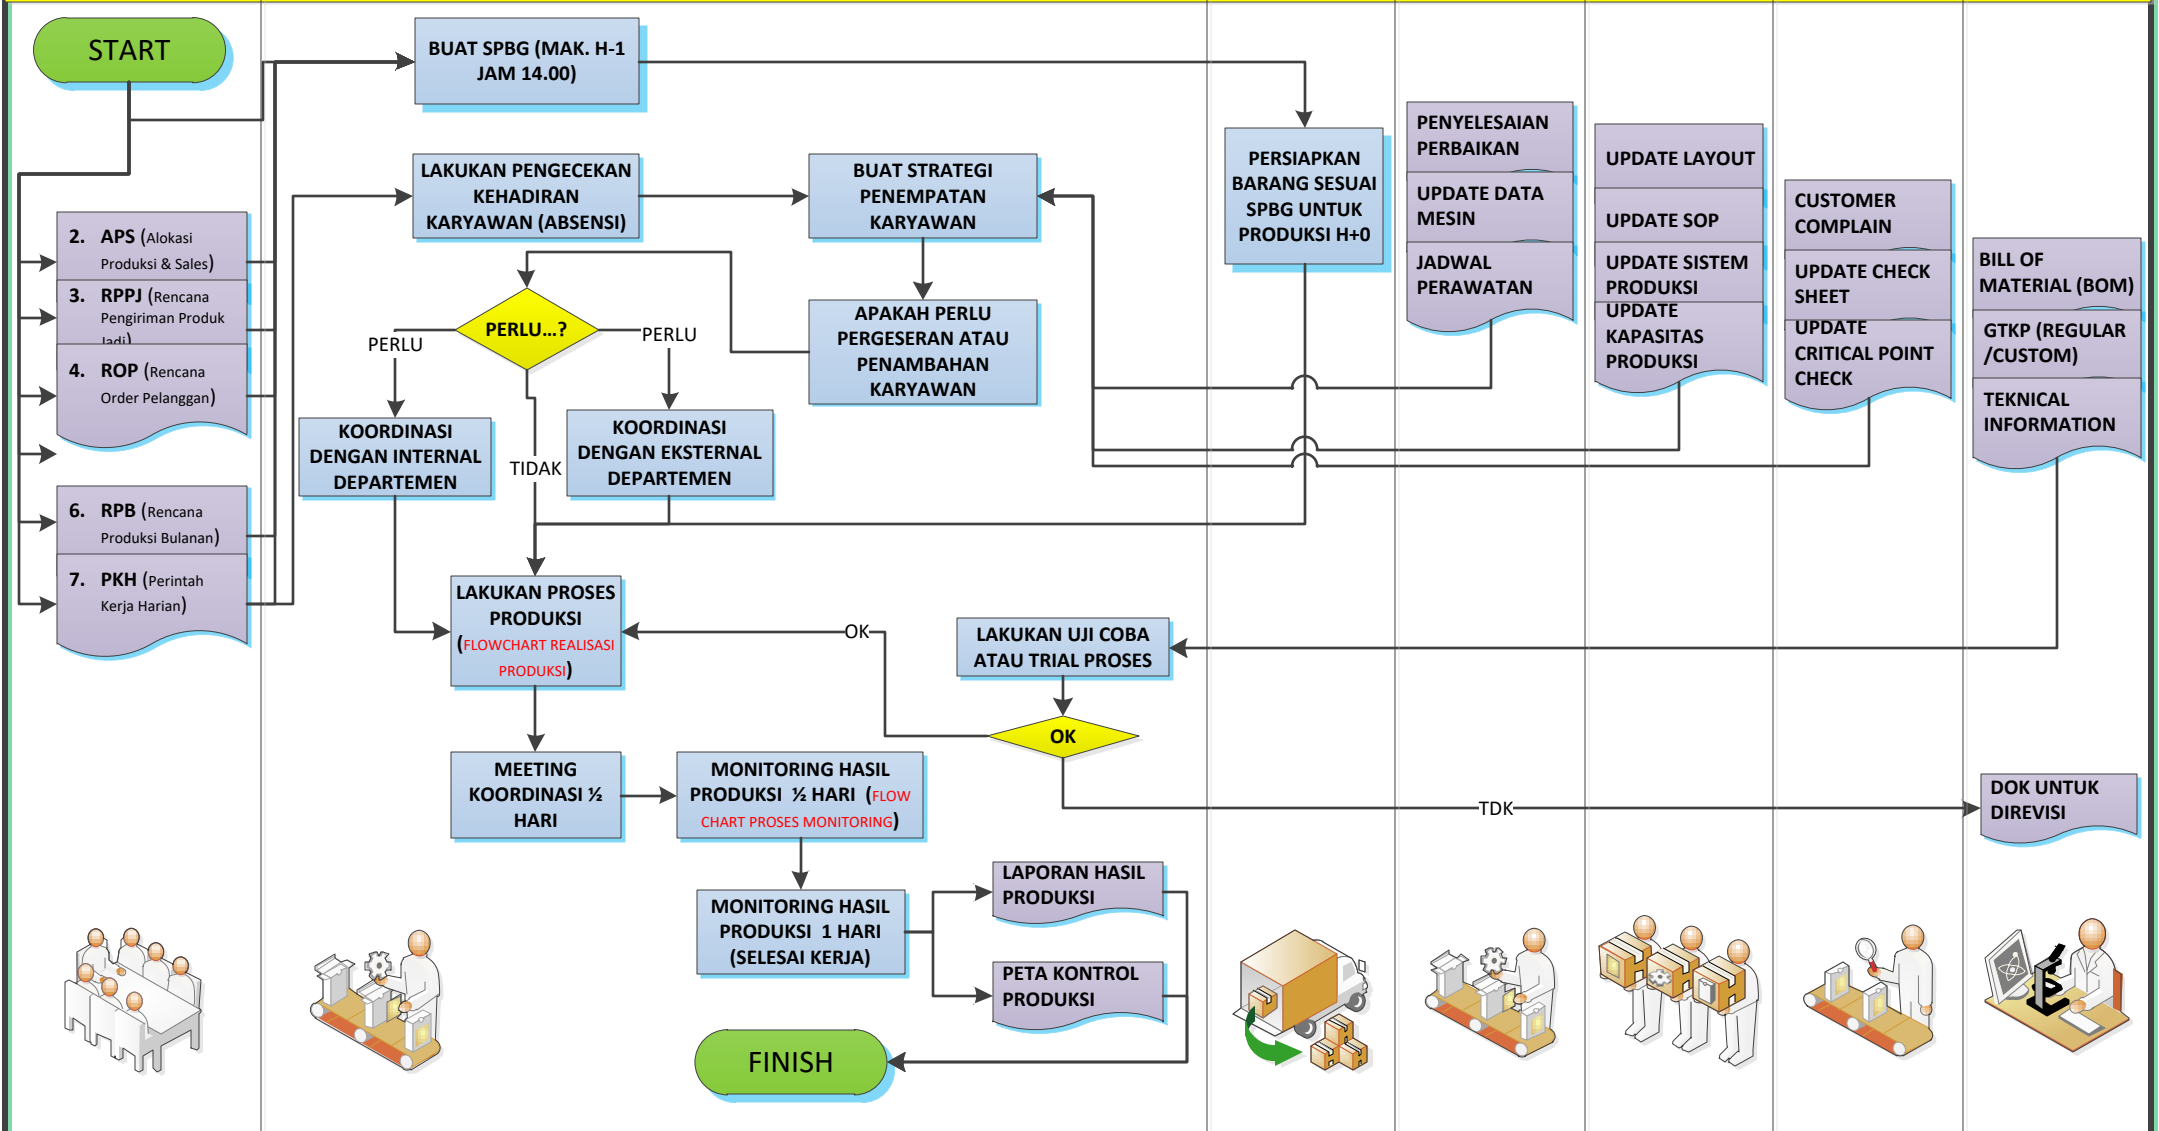 START
2. APS (Alokasi
Produksi & Sales)
3. RPPJ (Rencana
Pengiriman Produk
Jadi)
4. ROP (Rencana
Order Pelanggan)
6. RPB (Rencana
Produksi Bulanan)
7. PKH (Perintah
Kerja Harian)
BUAT SPBG (MAK. H-1
JAM 14.00)
LAKUKAN PENGECEKAN
KEHADIRAN
KARYAWAN (ABSENSI)
BUAT STRATEGI
PENEMPATAN
KARYAWAN
APAKAH PERLU
PERGESERAN ATAU
PENAMBAHAN
KARYAWAN
PERLU...?
PERLU
PERLU
TIDAK
KOORDINASI
DENGAN INTERNAL
DEPARTEMEN
KOORDINASI
DENGAN EKSTERNAL
DEPARTEMEN
LAKUKAN PROSES
PRODUKSI
(FLOWCHART REALISASI
PRODUKSI)
OK
LAKUKAN UJI COBA
ATAU TRIAL PROSES
OK
TDK
MEETING
KOORDINASI ½
HARI
MONITORING HASIL
PRODUKSI ½ HARI (FLOW
CHART PROSES MONITORING)
MONITORING HASIL
PRODUKSI 1 HARI
(SELESAI KERJA)
LAPORAN HASIL
PRODUKSI
PETA KONTROL
PRODUKSI
FINISH
PERSIAPKAN
BARANG SESUAI
SPBG UNTUK
PRODUKSI H+0
PENYELESAIAN
PERBAIKAN
UPDATE DATA
MESIN
JADWAL
PERAWATAN
UPDATE LAYOUT
UPDATE SOP
UPDATE SISTEM
PRODUKSI
UPDATE
KAPASITAS
PRODUKSI
CUSTOMER
COMPLAIN
UPDATE CHECK
SHEET
UPDATE
CRITICAL POINT
CHECK
BILL OF
MATERIAL (BOM)
GTKP (REGULAR
/CUSTOM)
TEKNICAL
INFORMATION
DOK UNTUK
DIREVISI